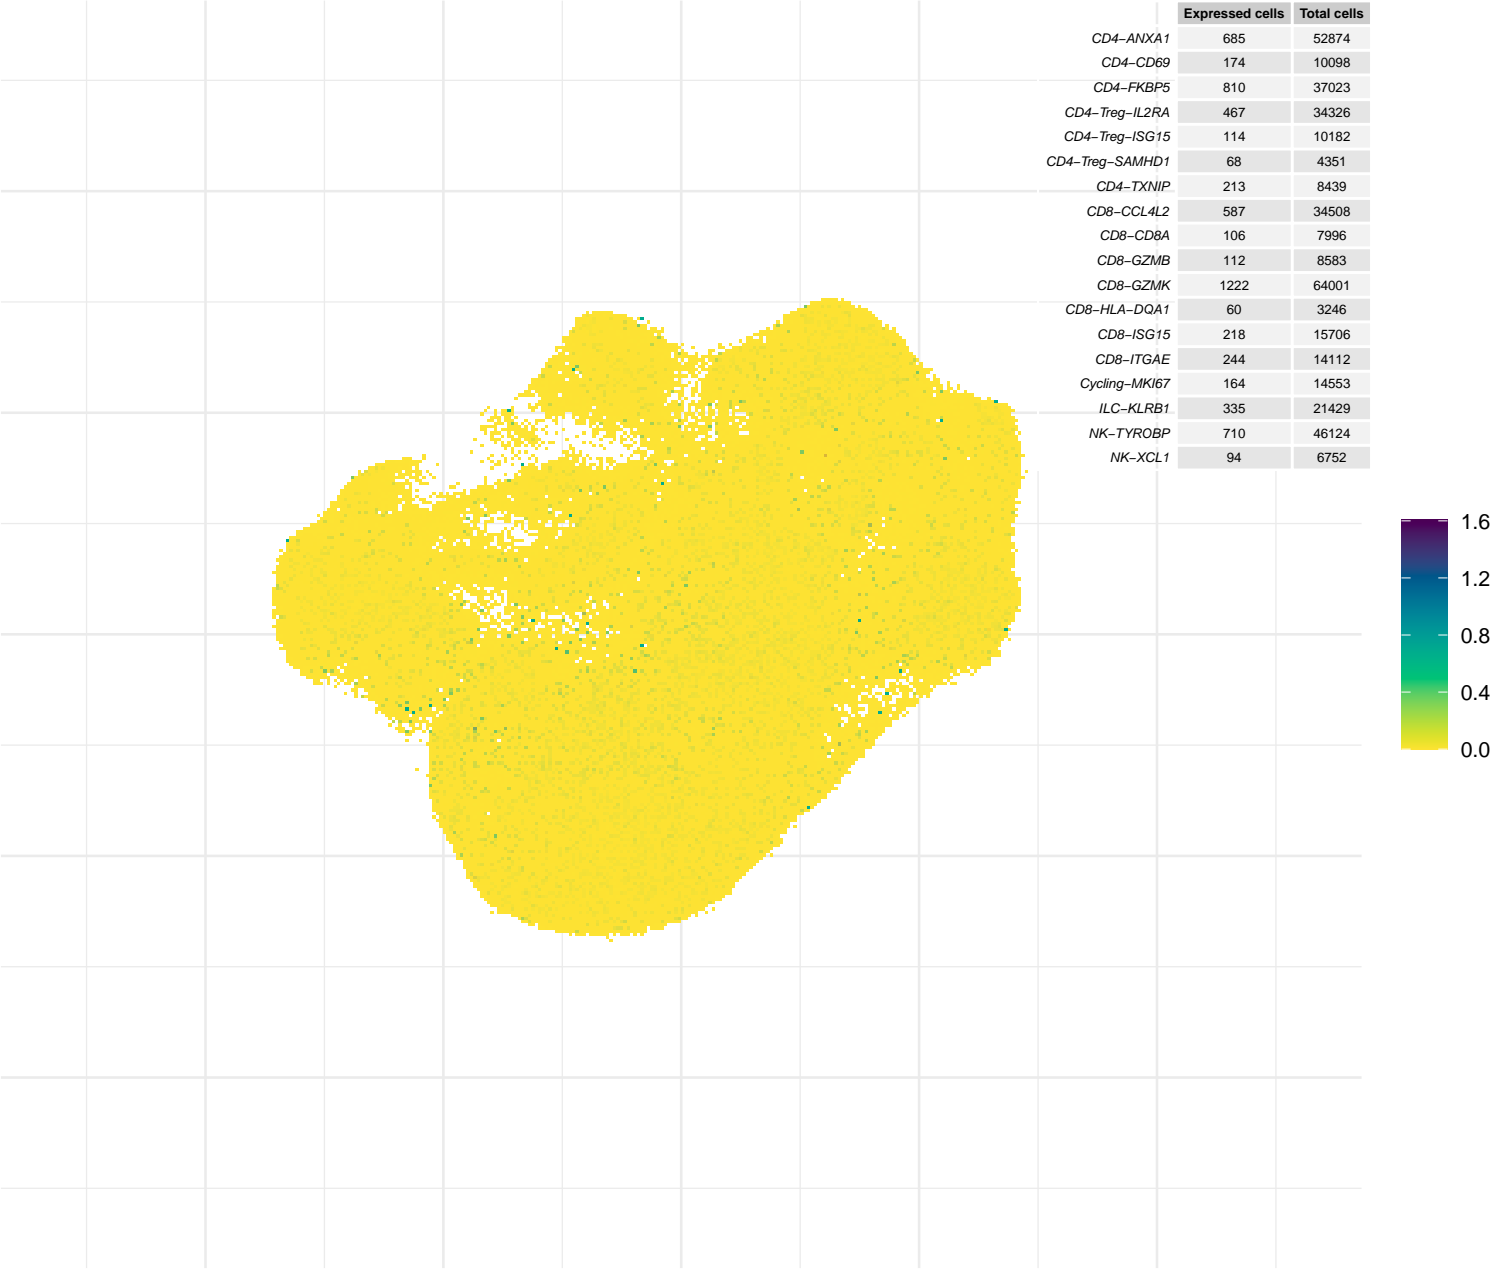 Expressed cells Total cells
CD4−ANXA1 685 52874
CD4−CD69 174 10098
CD4−FKBP5 810 37023
CD4−Treg−IL2RA 467 34326
CD4−Treg−ISG15 114 10182
CD4−Treg−SAMHD1 68 4351
CD4−TXNIP 213 8439
CD8−CCL4L2 587 34508
CD8−CD8A 106 7996
CD8−GZMB 112 8583
CD8−GZMK 1222 64001
CD8−HLA−DQA1 60 3246
CD8−ISG15 218 15706
CD8−ITGAE 244 14112
Cycling−MKI67 164 14553
ILC−KLRB1 335 21429
NK−TYROBP 710 46124
NK−XCL1 94 6752
1.6
1.2
0.8
0.4
0.0